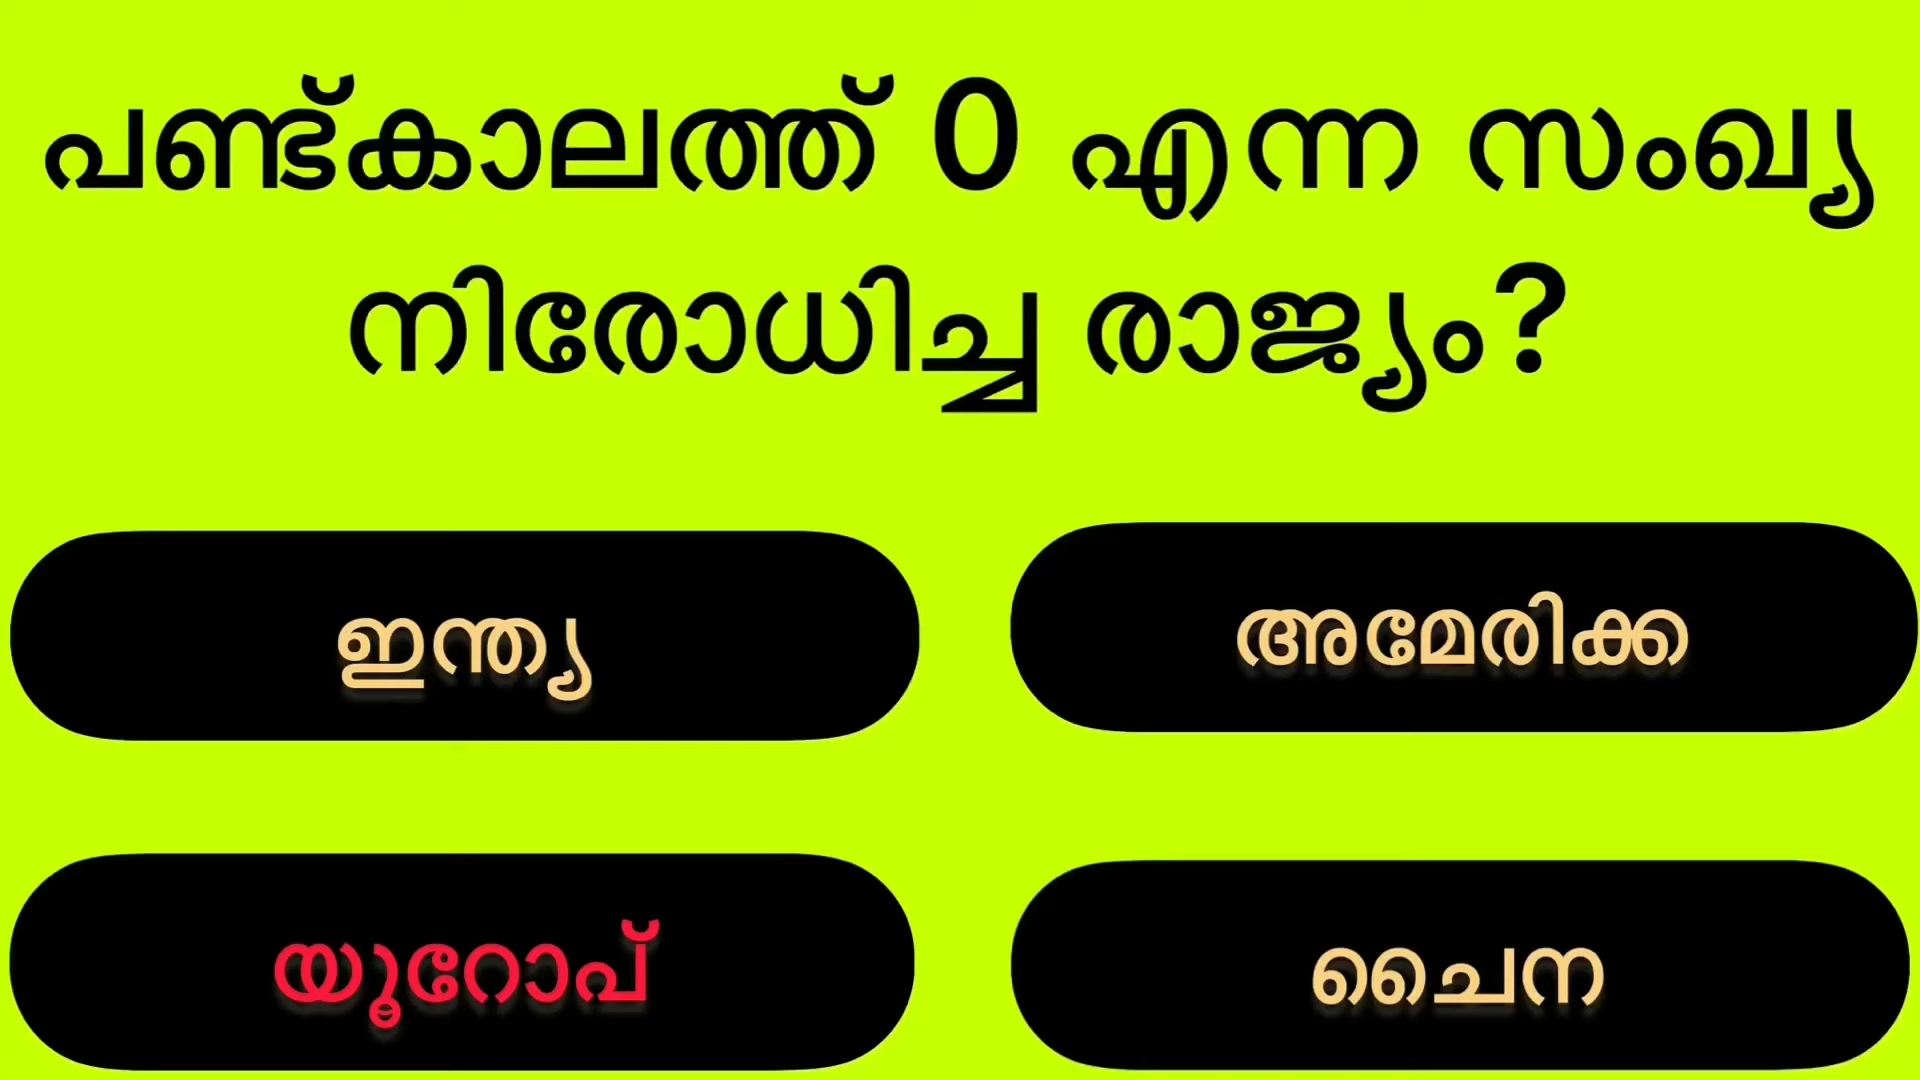 പണ്ട്കാലത്ത് 0 എന്ന സംഖ്യ
നിരോധിച്ച രാജ്യം?
ഇന്ത്യ
അമേരിക്ക
യൂറോപ്
ചൈന